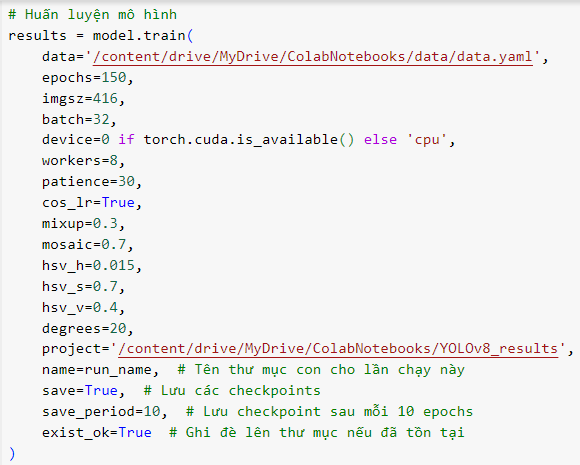 # Huấn luyện mô hình
results = model.train(
    data='/content/drive/MyDrive/ColabNotebooks/data/data.yaml',
    epochs=150,
    imgsz=416,
    batch=32,
    device=0 if torch.cuda.is_available() else 'cpu',
    workers=8,
    patience=30,
    cos_lr=True,
    mixup=0.3,
    mosaic=0.7,
    hsv_h=0.015,
    hsv_s=0.7,
    hsv_v=0.4,
    degrees=20,
    project='/content/drive/MyDrive/ColabNotebooks/YOLOv8_results',
    name=run_name,  # Tên thư mục con cho lần chạy này
    save=True,  # Lưu các checkpoints
    save_period=10,  # Lưu checkpoint sau mỗi 10 epochs
    exist_ok=True  # Ghi đè lên thư mục nếu đã tồn tại
)